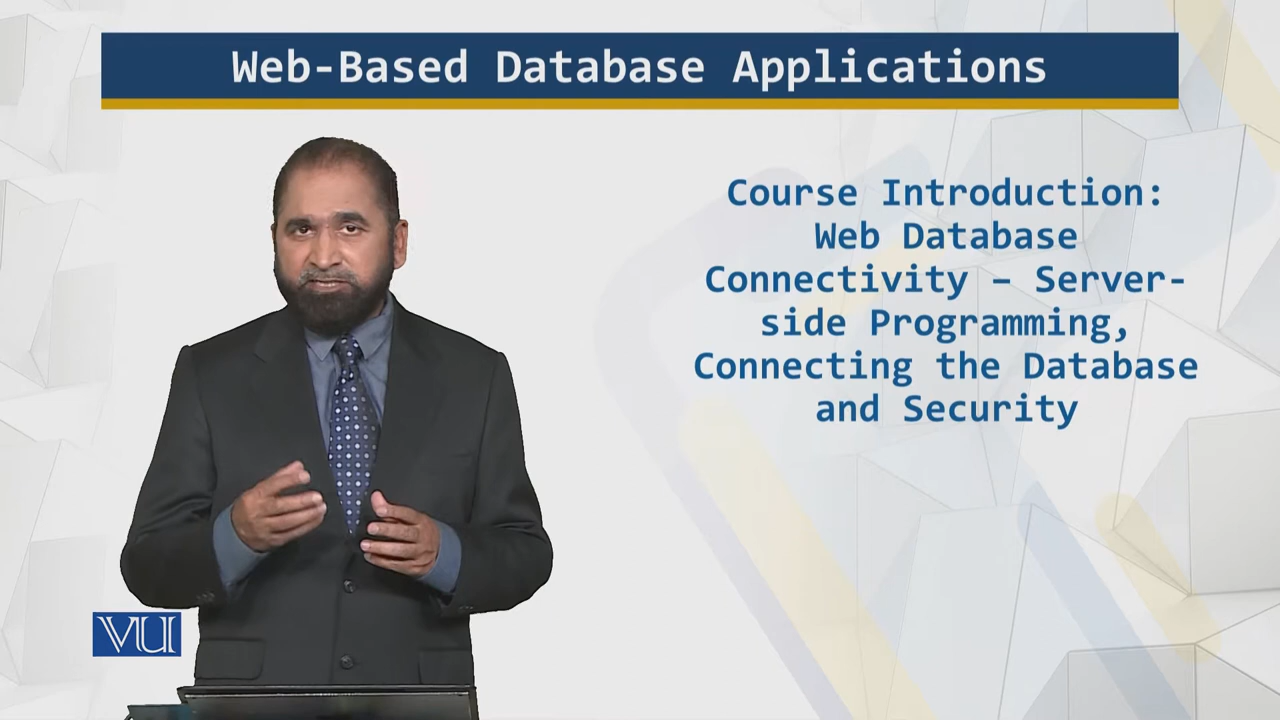 Web-Based Database Applications
Course Introduction:
Web Database
Connectivity – Server-
side Programming,
Connecting the Database
and Security
VU